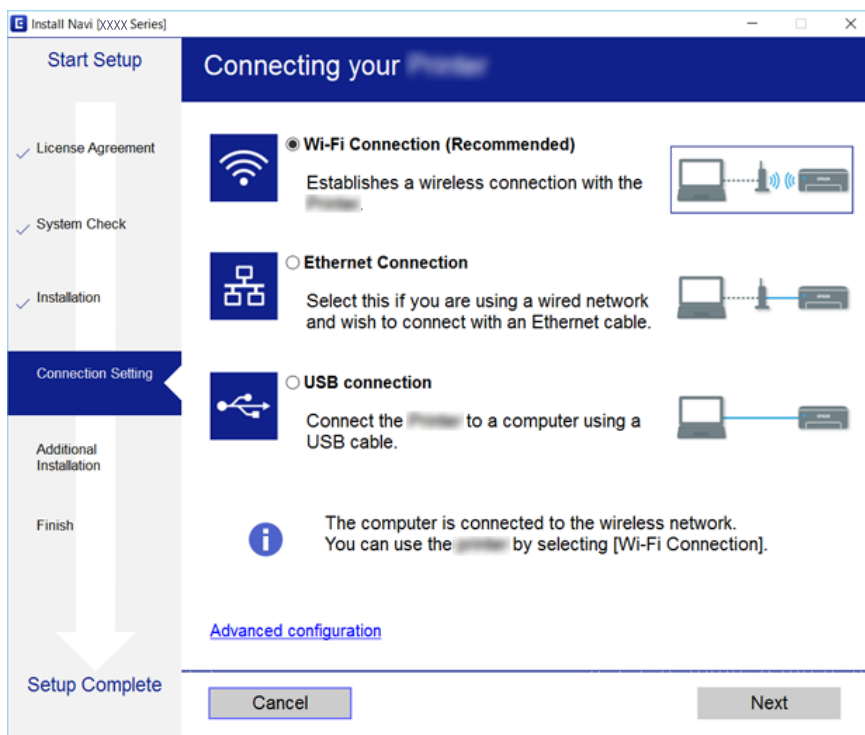 Install Navi [XXXX Series]
Start Setup
License Agreement
System Check
Installation
Connection Setting
Additional
Installation
Finish
Setup Complete
Connecting your
Wi-Fi Connection (Recommended)
Establishes a wireless connection with the
.
Ethernet Connection
Select this if you are using a wired network
and wish to connect with an Ethernet cable.
USB connection
Connect the to a computer using a
USB cable.
The computer is connected to the wireless network.
You can use the by selecting [Wi-Fi Connection].
Advanced configuration
Cancel
Next